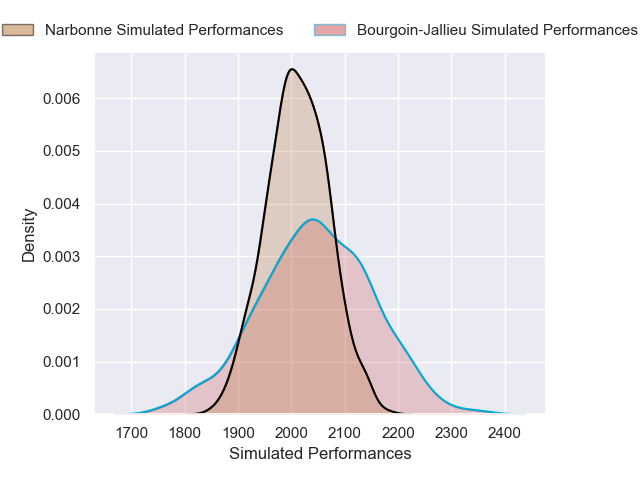 Narbonne Simulated Performances Bourgoin-Jallieu Simulated Performances
0.006
0.005
0.004
0.003
0.002
0.001
0.000
Density
1700 1800 1900 2000 2100 2200 2300 2400
Simulated Performances